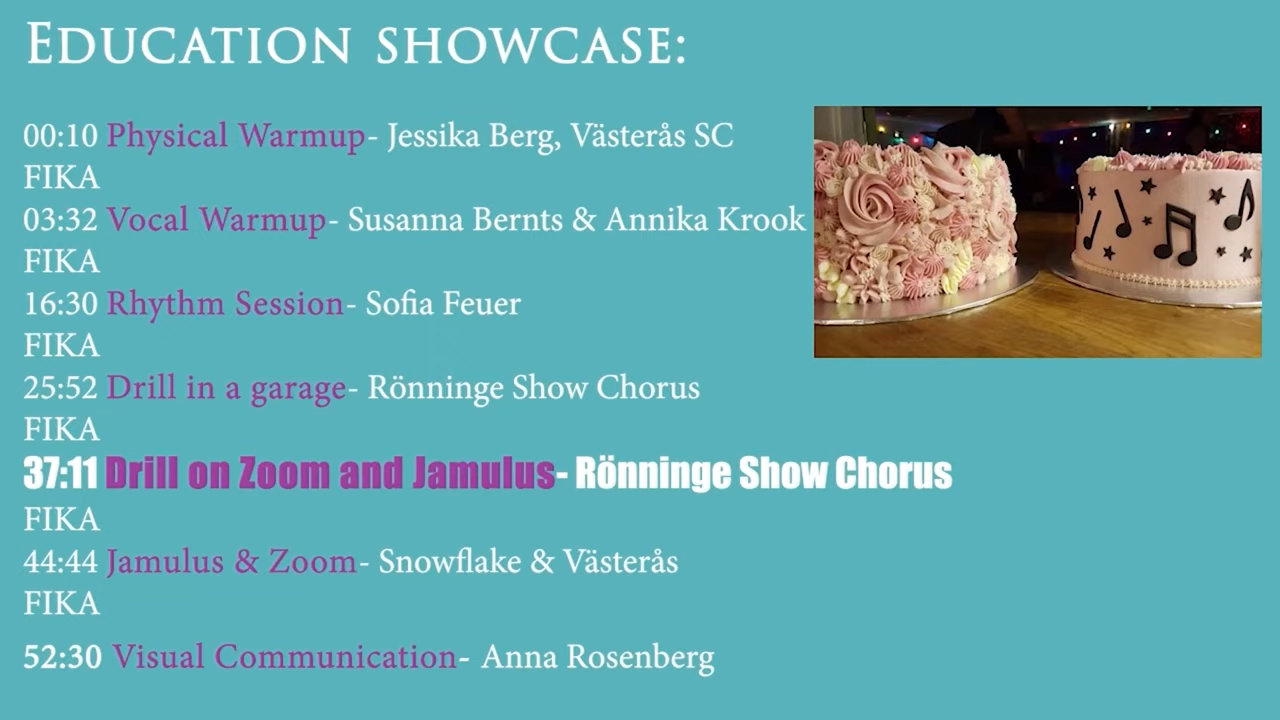 EDUCATION SHOWCASE:
00:10 Physical Warmup- Jessika Berg, Västerås SC
FIKA
03:32 Vocal Warmup- Susanna Bernts & Annika Krook
FIKA
16:30 Rhythm Session- Sofia Feuer
FIKA
25:52 Drill in a garage- Rönninge Show Chorus
FIKA
37:11 Drill on Zoom and Jamulus- Rönninge Show Chorus
FIKA
44:44 Jamulus & Zoom- Snowflake & Västerås
FIKA
52:30 Visual Communication- Anna Rosenberg